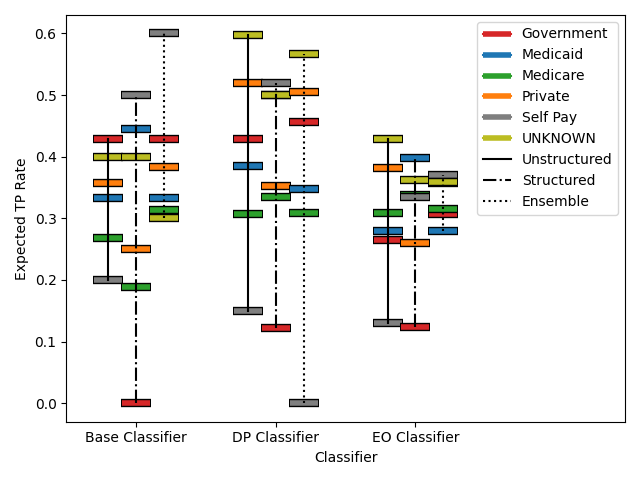 0.6
0.5
0.4
0.3
0.2
0.1
0.0
Expected TP Rate
Base Classifier
DP Classifier
EO Classifier
Classifier
Government
Medicaid
Medicare
Private
Self Pay
UNKNOWN
Unstructured
Structured
Ensemble